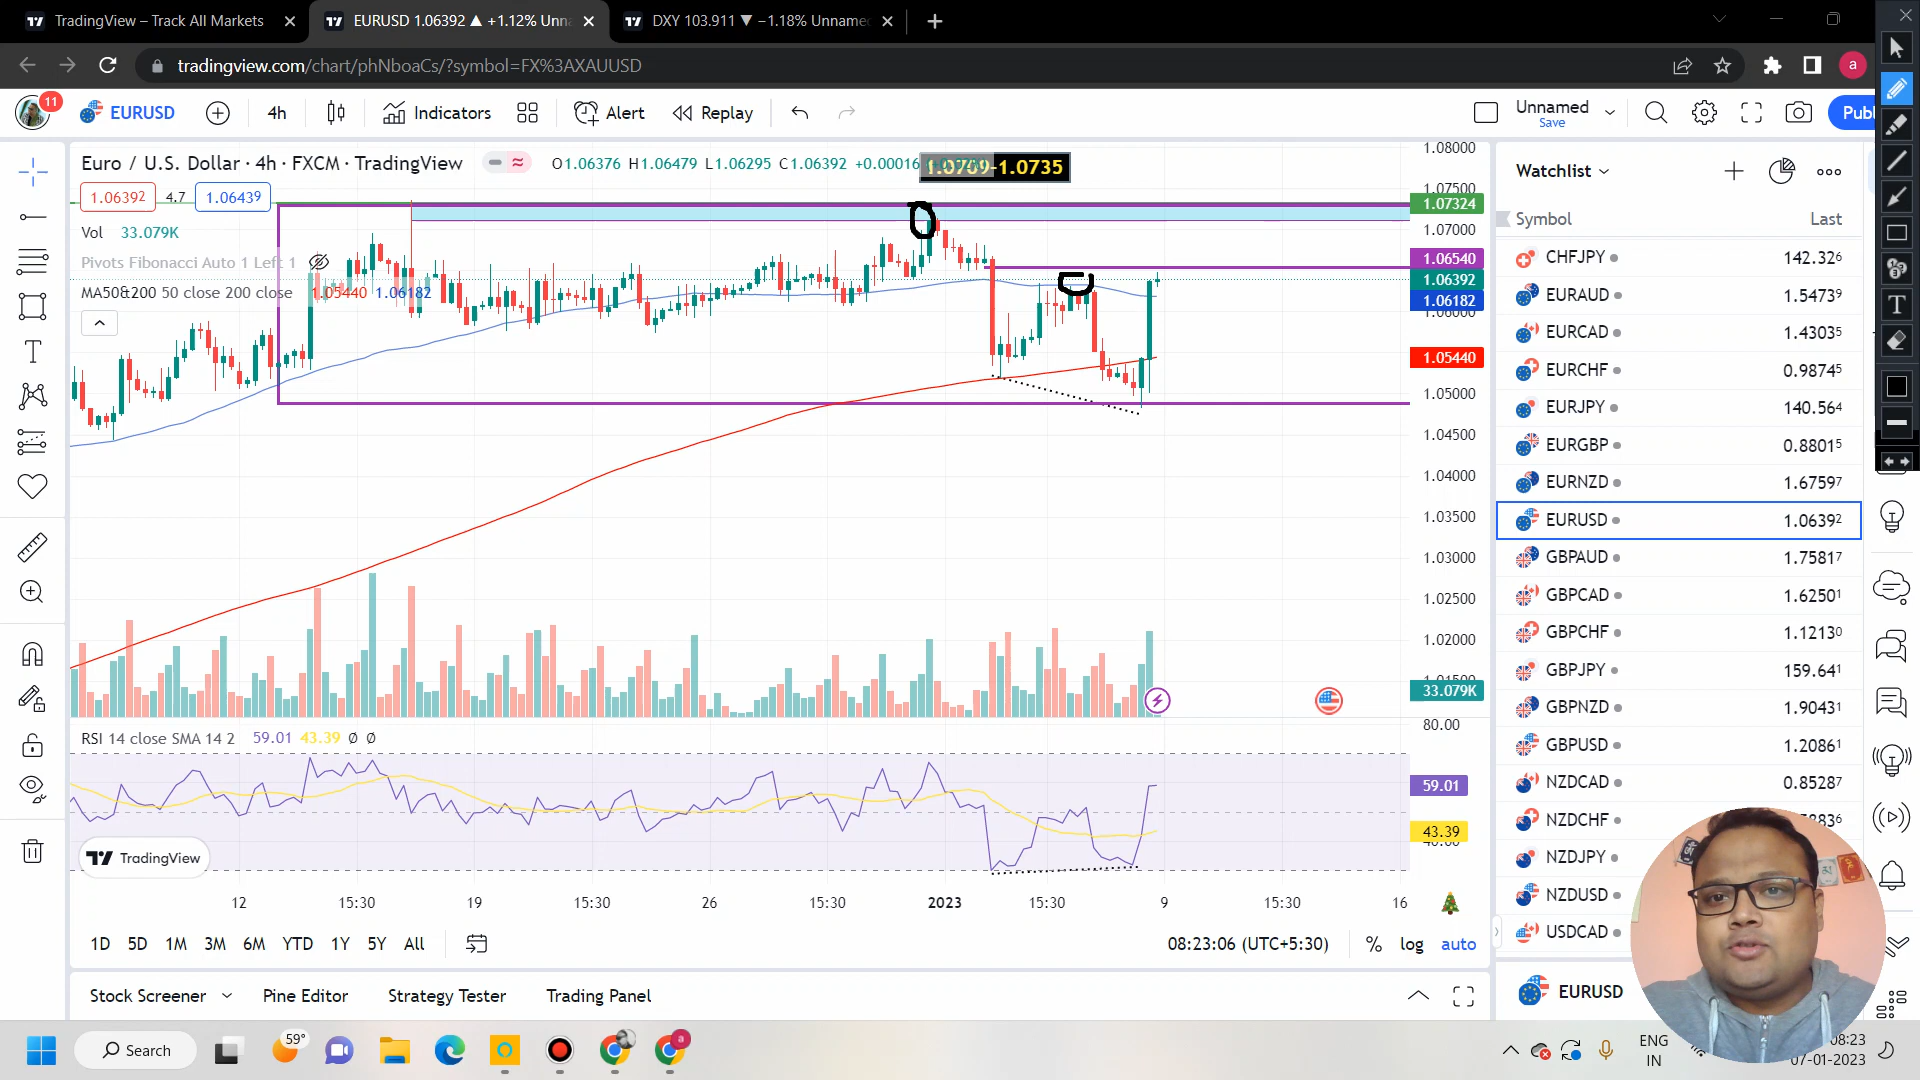 TradingView – Track All Markets
EURUSD 1.06392 ▲ +1.12% Unna
DXY 103.911 ▼ −1.18% Unname
tradingview.com/chart/phNboaCs/?symbol=FX%3AXAUUSD
a
11
EURUSD
4h
Indicators
Alert
Replay
Unnamed
Save
Publ
Euro / U.S. Dollar · 4h · FXCM · TradingView
O1.06376 H1.06479 L1.06295 C1.06392 +0.00016
1.0709-1.0735
1.06392
4.7
1.06439
Vol 33.079K
Pivots Fibonacci Auto 1 Left 1
MA50&200 50 close 200 close 1.05440 1.06182
1.08000
1.07500
1.07324
1.07000
1.06540
1.06392
1.06182
1.06000
1.05440
1.05000
1.04500
1.04000
1.03500
1.03000
1.02500
1.02000
1.01500
33.079K
RSI 14 close SMA 14 2 59.01 43.39 Ø Ø
80.00
59.01
43.39
40.00
TradingView
12 15:30 19 15:30 26 15:30 2023 15:30 9 15:30 16
1D 5D 1M 3M 6M YTD 1Y 5Y All
08:23:06 (UTC+5:30)
% log auto
Stock Screener
Pine Editor
Strategy Tester
Trading Panel
Watchlist
Symbol Last
CHFJPY 142.326
EURAUD 1.54739
EURCAD 1.43035
EURCHF 0.98745
EURJPY 140.564
EURGBP 0.88015
EURNZD 1.67597
EURUSD 1.06392
GBPAUD 1.75817
GBPCAD 1.62501
GBPCHF 1.12130
GBPJPY 159.641
GBPNZD 1.90431
GBPUSD 1.20861
NZDCAD 0.85287
NZDCHF
NZDJPY
NZDUSD
USDCAD
EURUSD
T
Search
59°
a
ENG
IN
08:23
07-01-2023